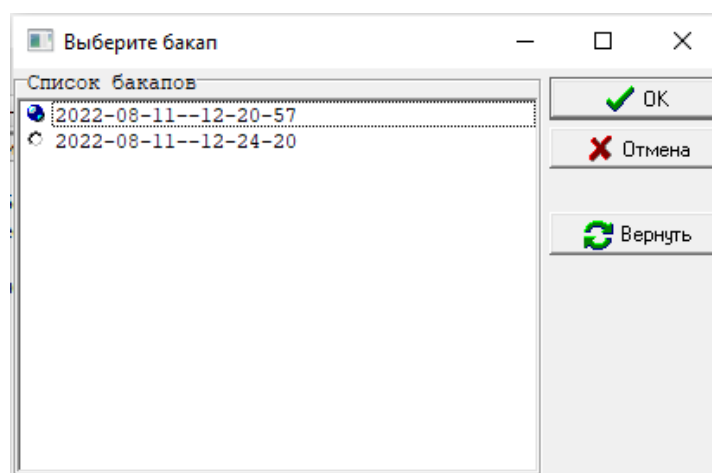 Выберите бакап
Список бакапов
2022-08-11--12-20-57
2022-08-11--12-24-20
OK
Отмена
Вернуть